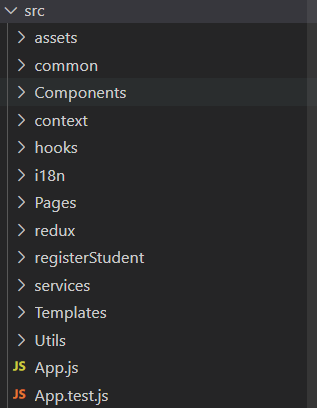 src
assets
common
Components
context
hooks
i18n
Pages
redux
registerStudent
services
Templates
Utils
JS App.js
JS App.test.js